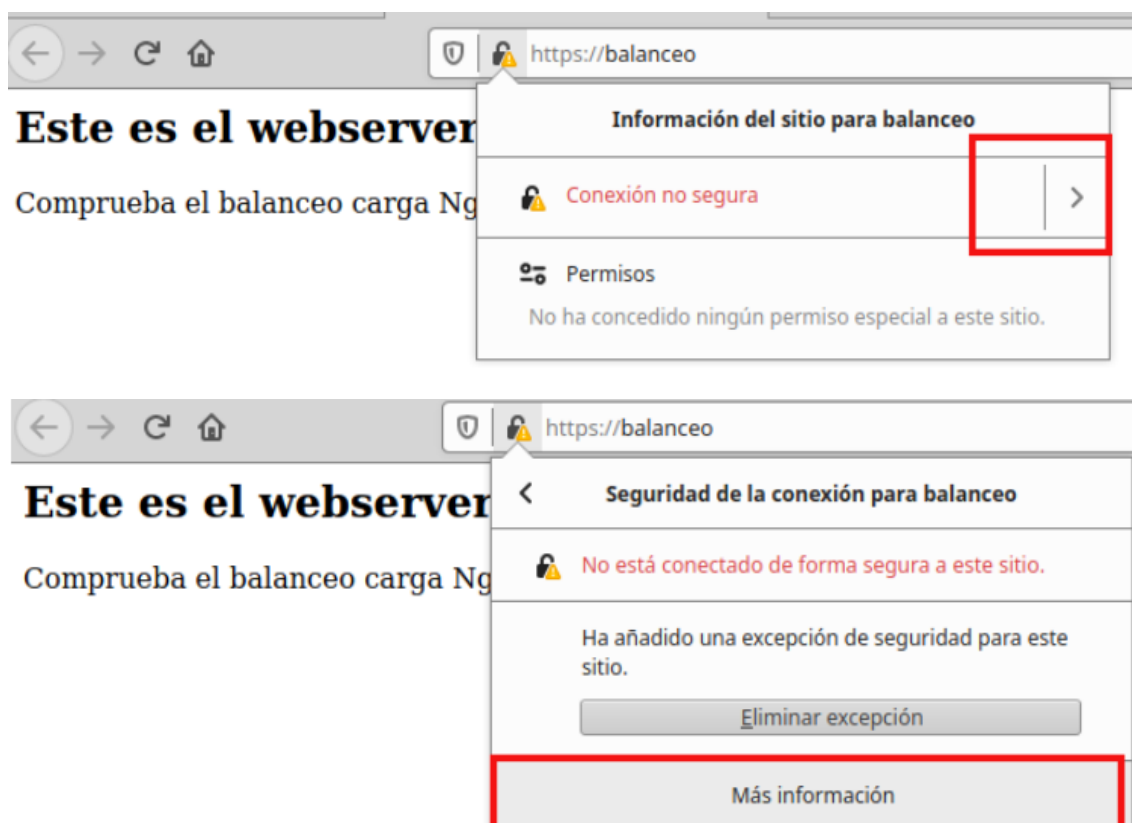 https://balanceo
Este es el webserver
Información del sitio para balanceo
Conexión no segura
Comprueba el balanceo carga Ng
Permisos
No ha concedido ningún permiso especial a este sitio.
https://balanceo
Este es el webserver
Seguridad de la conexión para balanceo
No está conectado de forma segura a este sitio.
Comprueba el balanceo carga Ng
Ha añadido una excepción de seguridad para este
sitio.
Eliminar excepción
Más información